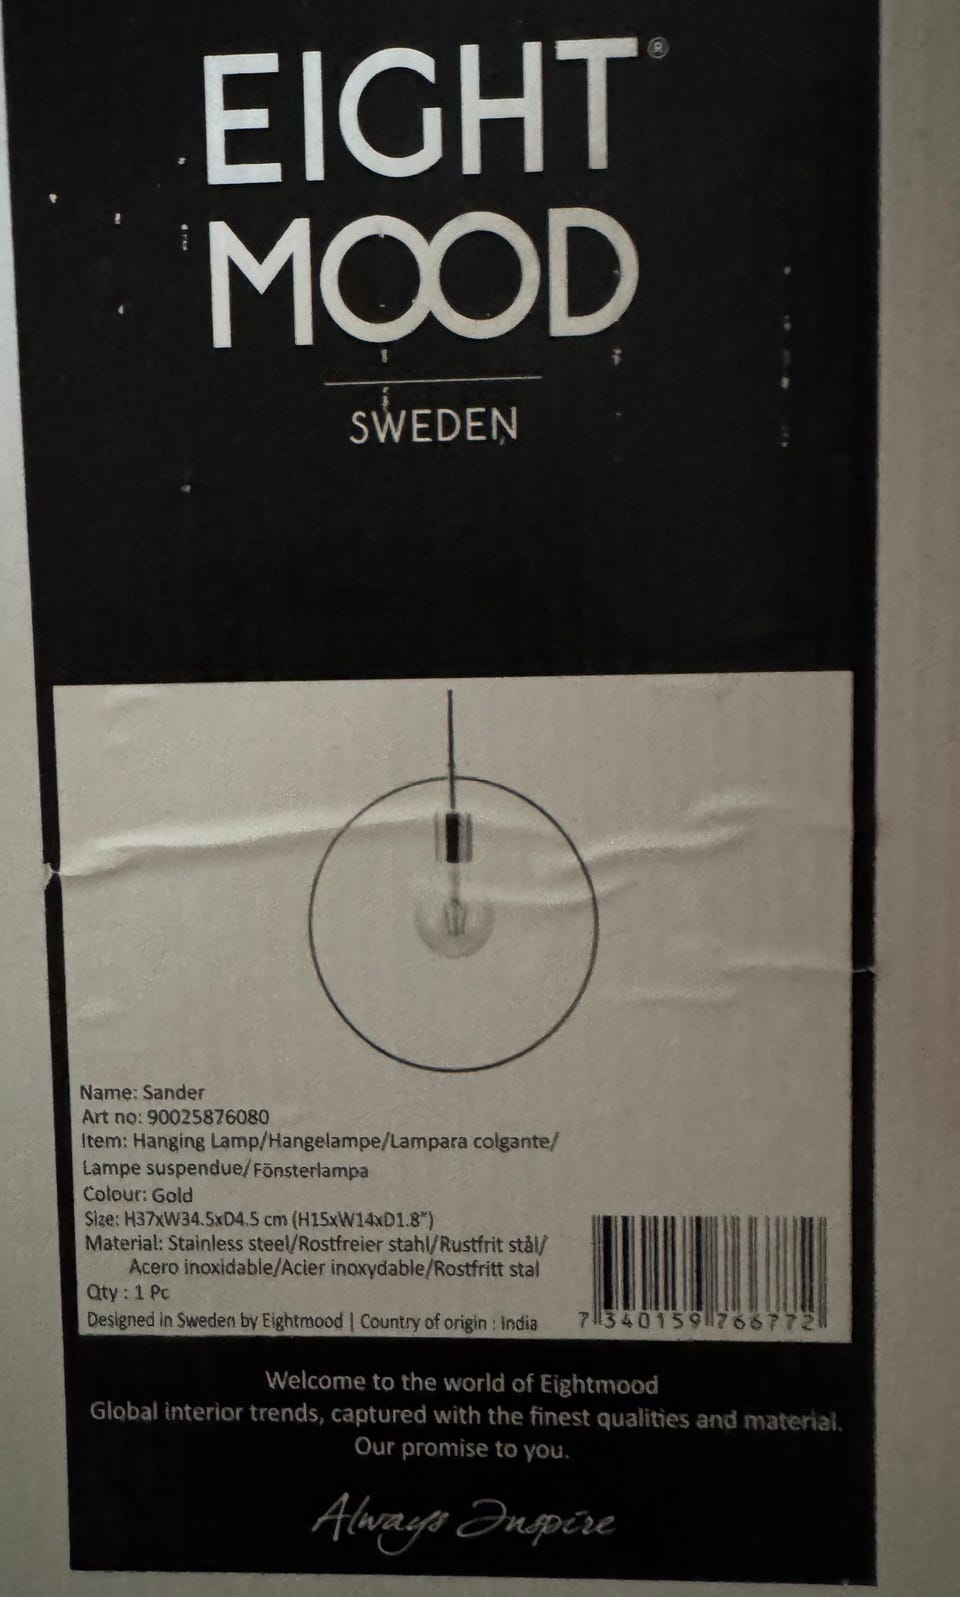 EIGHT®
MOOD
SWEDEN
Name: Sander
Art no: 90025876080
Item: Hanging Lamp/Hangelampe/Lampara colgante/
Lampe suspendue/Fönsterlampa
Colour: Gold
Size: H37xW34.5xD4.5 cm (H15xW14xD1.8")
Material: Stainless steel/Rostfreier stahl/Rustfrit stål/
Acero inoxidable/Acier inoxydable/Rostfritt stal
Qty : 1 Pc
Designed in Sweden by Eightmood | Country of origin : India
7 340159 766772
Welcome to the world of Eightmood
Global interior trends, captured with the finest qualities and material.
Our promise to you.
Always Inspire